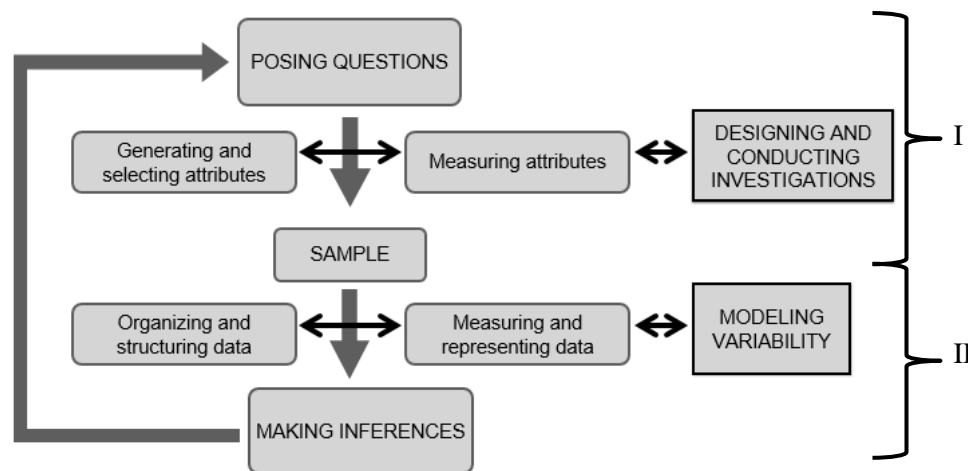 POSING QUESTIONS
Generating and
selecting attributes
Measuring attributes
DESIGNING AND
CONDUCTING
INVESTIGATIONS
I
SAMPLE
Organizing and
structuring data
Measuring and
representing data
MODELING
VARIABILITY
II
MAKING INFERENCES